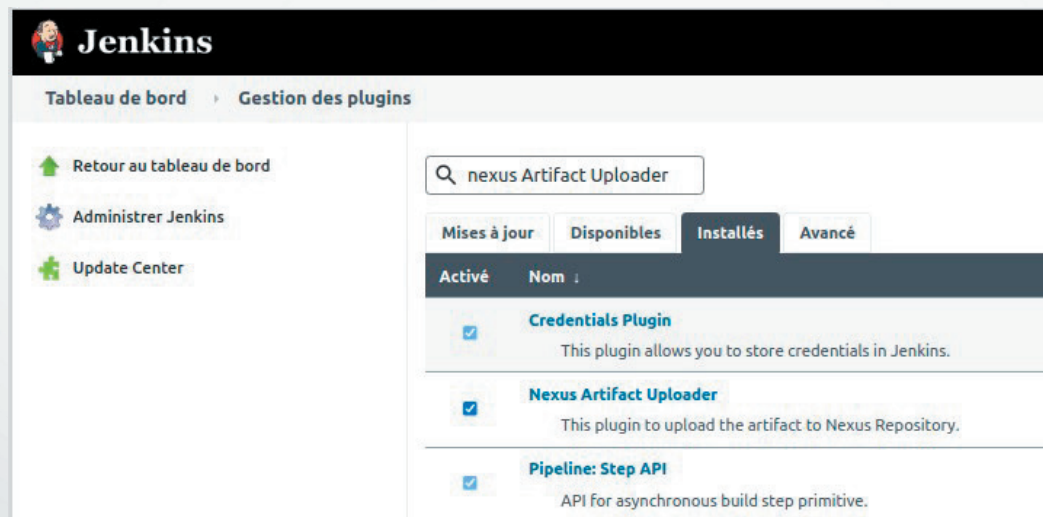 Jenkins
Tableau de bord Gestion des plugins
Retour au tableau de bord
Administrer Jenkins
Update Center
nexus Artifact Uploader
Mises à jour Disponibles Installés Avancé
Activé Nom ↓
Credentials Plugin
This plugin allows you to store credentials in Jenkins.
Nexus Artifact Uploader
This plugin to upload the artifact to Nexus Repository.
Pipeline: Step API
API for asynchronous build step primitive.